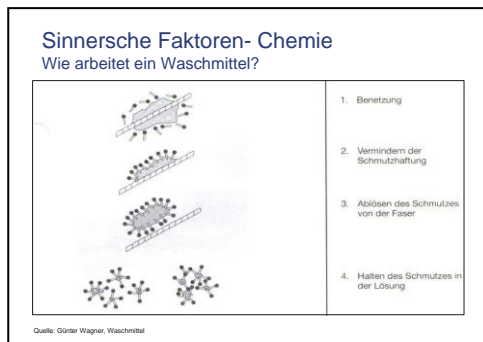 Sinnersche Faktoren- Chemie
Wie arbeitet ein Waschmittel?
1. Benetzung
2. Vermindern der
Schmutzhaftung
3. Ablösen des Schmutzes
von der Faser
4. Halten des Schmutzes in
der Lösung
Quelle: Günter Wagner, Waschmittel